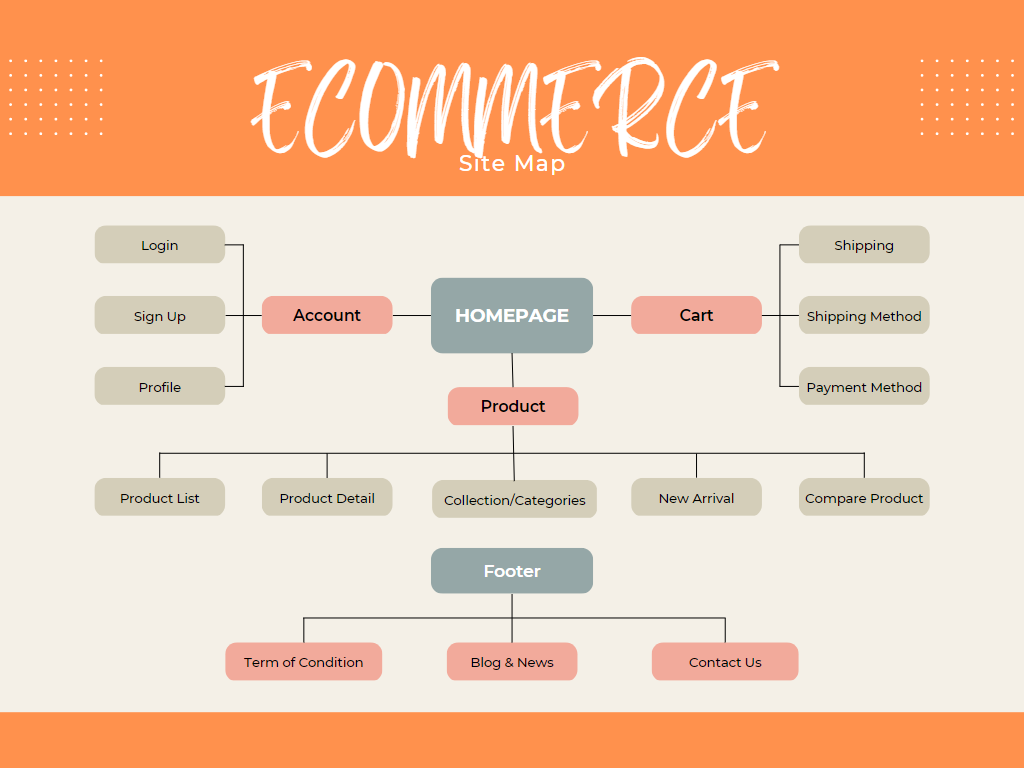 ECOMMERCE
Site Map
Login
Shipping
Account
HOMEPAGE
Cart
Sign Up
Shipping Method
Profile
Payment Method
Product
Product List
Product Detail
Collection/Categories
New Arrival
Compare Product
Footer
Term of Condition
Blog & News
Contact Us